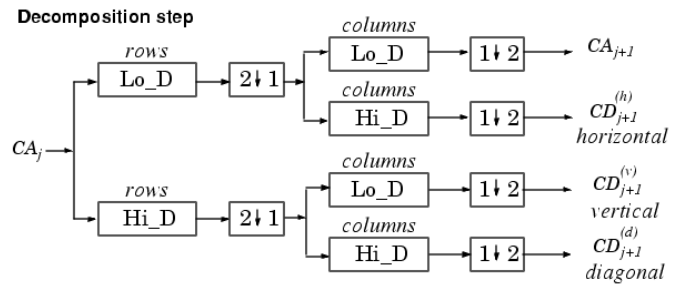 Decomposition step
columns
rows
Lo_D
2↓1
Lo_D
1↓2
CA_{j+1}
columns
Hi_D
1↓2
CD_{j+1}^{(h)}
horizontal
CA_j
rows
Hi_D
2↓1
columns
Lo_D
1↓2
CD_{j+1}^{(v)}
vertical
columns
Hi_D
1↓2
CD_{j+1}^{(d)}
diagonal